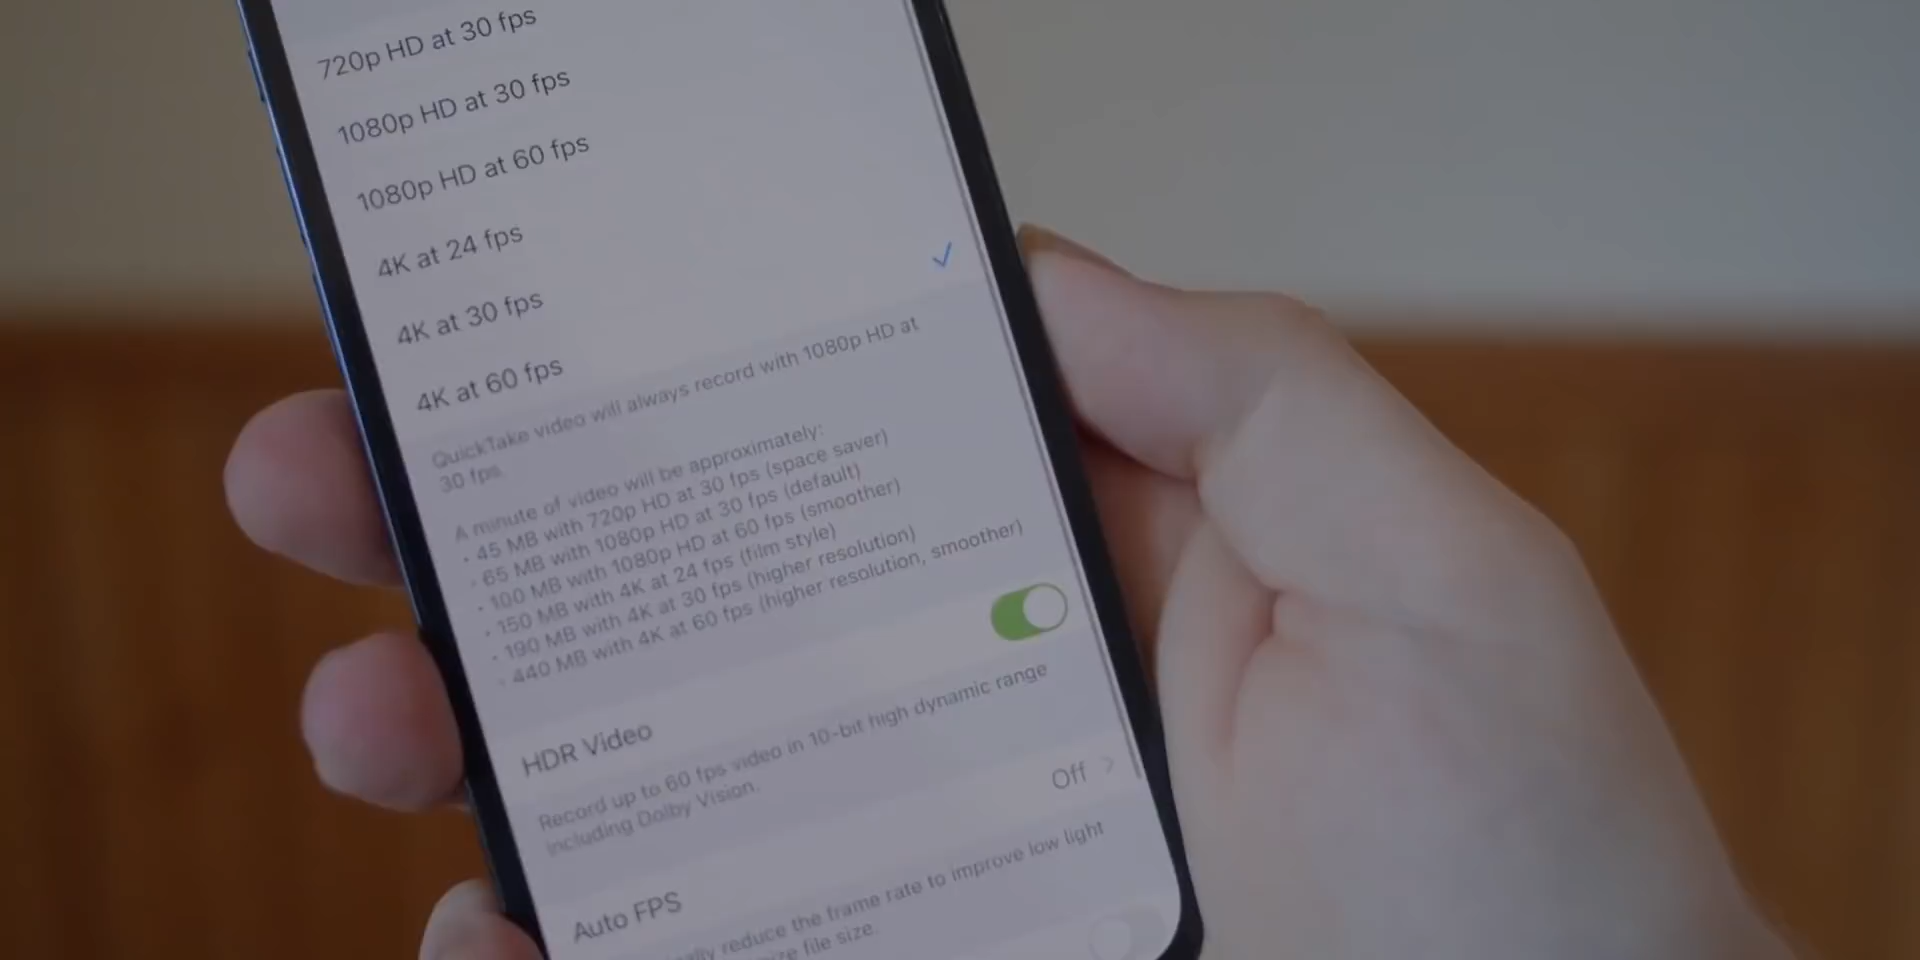 720p HD at 30 fps
1080p HD at 30 fps
1080p HD at 60 fps
4K at 24 fps
4K at 30 fps
4K at 60 fps
QuickTake video will always record with 1080p HD at
30 fps.
A minute of video will be approximately:
· 45 MB with 720p HD at 30 fps (space saver)
· 65 MB with 1080p HD at 30 fps (default)
· 100 MB with 1080p HD at 60 fps (smoother)
· 150 MB with 4K at 24 fps (film style)
· 190 MB with 4K at 30 fps (higher resolution)
· 440 MB with 4K at 60 fps (higher resolution, smoother)
HDR Video
Record up to 60 fps video in 10-bit high dynamic range
including Dolby Vision.
Auto FPS Off
reduce the frame rate to improve low light
file size.